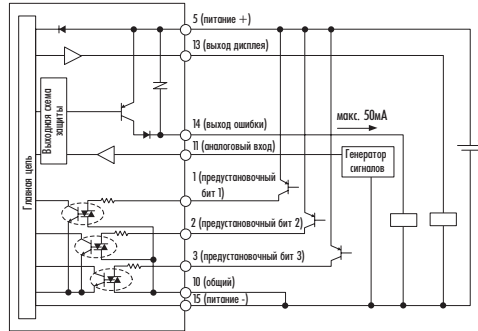 5 (питание +)
13 (выход дисплея)
14 (выход ошибки)
макс. 50мА
11 (аналоговый вход)
Генератор
сигналов
1 (предустановочный
бит 1)
2 (предустановочный бит 2)
3 (предустановочный бит 3)
10 (общий)
15 (питание -)
Главная цепь
Выходная схема
защиты